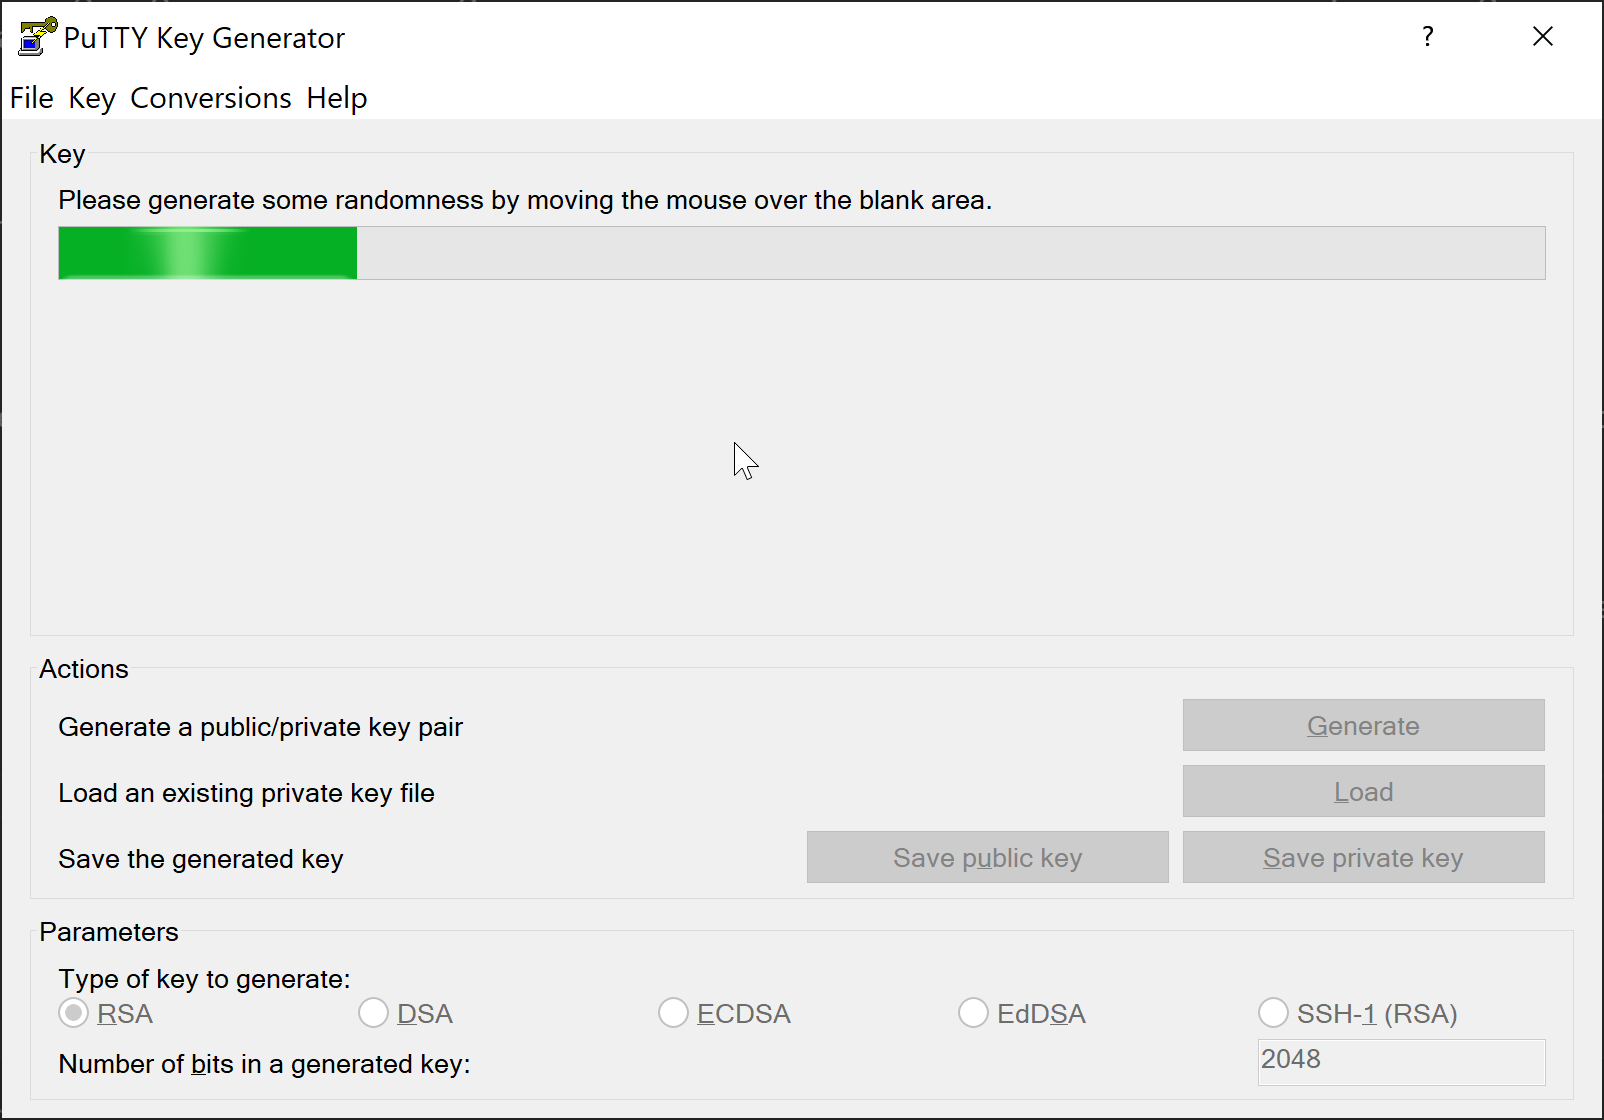 PuTTY Key Generator
?
File Key Conversions Help
Key
Please generate some randomness by moving the mouse over the blank area.
Actions
Generate a public/private key pair
Generate
Load an existing private key file
Load
Save the generated key
Save public key
Save private key
Parameters
Type of key to generate:
RSA
DSA
ECDSA
EdDSA
SSH-1 (RSA)
Number of bits in a generated key:
2048